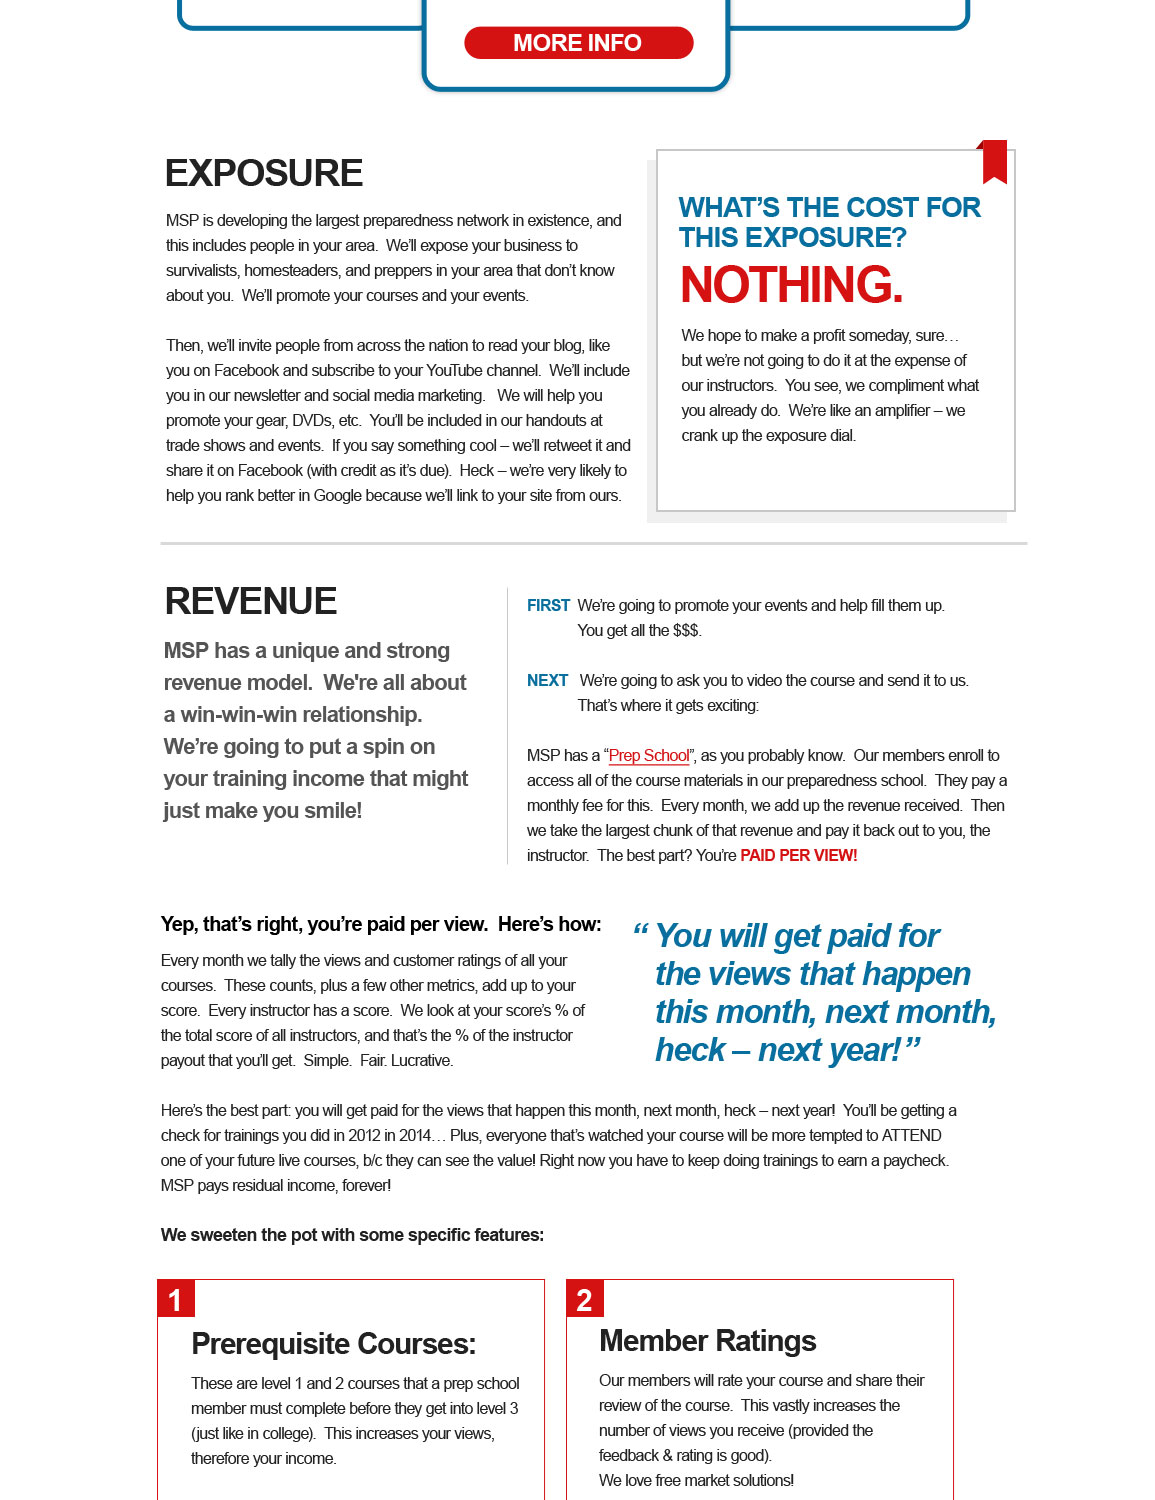 MORE INFO
EXPOSURE
MSP is developing the largest preparedness network in existence, and
this includes people in your area.  We’ll expose your business to
survivalists, homesteaders, and preppers in your area that don’t know
about you.  We’ll promote your courses and your events.
Then, we’ll invite people from across the nation to read your blog, like
you on Facebook and subscribe to your YouTube channel.  We’ll include
you in our newsletter and social media marketing.   We will help you
promote your gear, DVDs, etc.  You’ll be included in our handouts at
trade shows and events.  If you say something cool – we’ll retweet it and
share it on Facebook (with credit as it’s due).  Heck – we’re very likely to
help you rank better in Google because we’ll link to your site from ours.
WHAT’S THE COST FOR
THIS EXPOSURE?
NOTHING.
We hope to make a profit someday, sure…
but we’re not going to do it at the expense of
our instructors.  You see, we compliment what
you already do.  We’re like an amplifier – we
crank up the exposure dial.
REVENUE
MSP has a unique and strong
revenue model.  We're all about
a win-win-win relationship.
We’re going to put a spin on
your training income that might
just make you smile!
FIRST  We’re going to promote your events and help fill them up.
You get all the $$$.
NEXT   We’re going to ask you to video the course and send it to us.
That’s where it gets exciting:
MSP has a “Prep School”, as you probably know.  Our members enroll to
access all of the course materials in our preparedness school.  They pay a
monthly fee for this.  Every month, we add up the revenue received.  Then
we take the largest chunk of that revenue and pay it back out to you, the
instructor.  The best part? You’re PAID PER VIEW!
Yep, that’s right, you’re paid per view.  Here’s how:
Every month we tally the views and customer ratings of all your
courses.  These counts, plus a few other metrics, add up to your
score.  Every instructor has a score.  We look at your score’s % of
the total score of all instructors, and that’s the % of the instructor
payout that you’ll get.  Simple.  Fair. Lucrative.
“ You will get paid for
the views that happen
this month, next month,
heck – next year!”
Here’s the best part: you will get paid for the views that happen this month, next month, heck – next year!  You’ll be getting a
check for trainings you did in 2012 in 2014… Plus, everyone that’s watched your course will be more tempted to ATTEND
one of your future live courses, b/c they can see the value! Right now you have to keep doing trainings to earn a paycheck.
MSP pays residual income, forever!
We sweeten the pot with some specific features:
1
Prerequisite Courses:
These are level 1 and 2 courses that a prep school
member must complete before they get into level 3
(just like in college).  This increases your views,
therefore your income.
2
Member Ratings
Our members will rate your course and share their
review of the course.  This vastly increases the
number of views you receive (provided the
feedback & rating is good).
We love free market solutions!